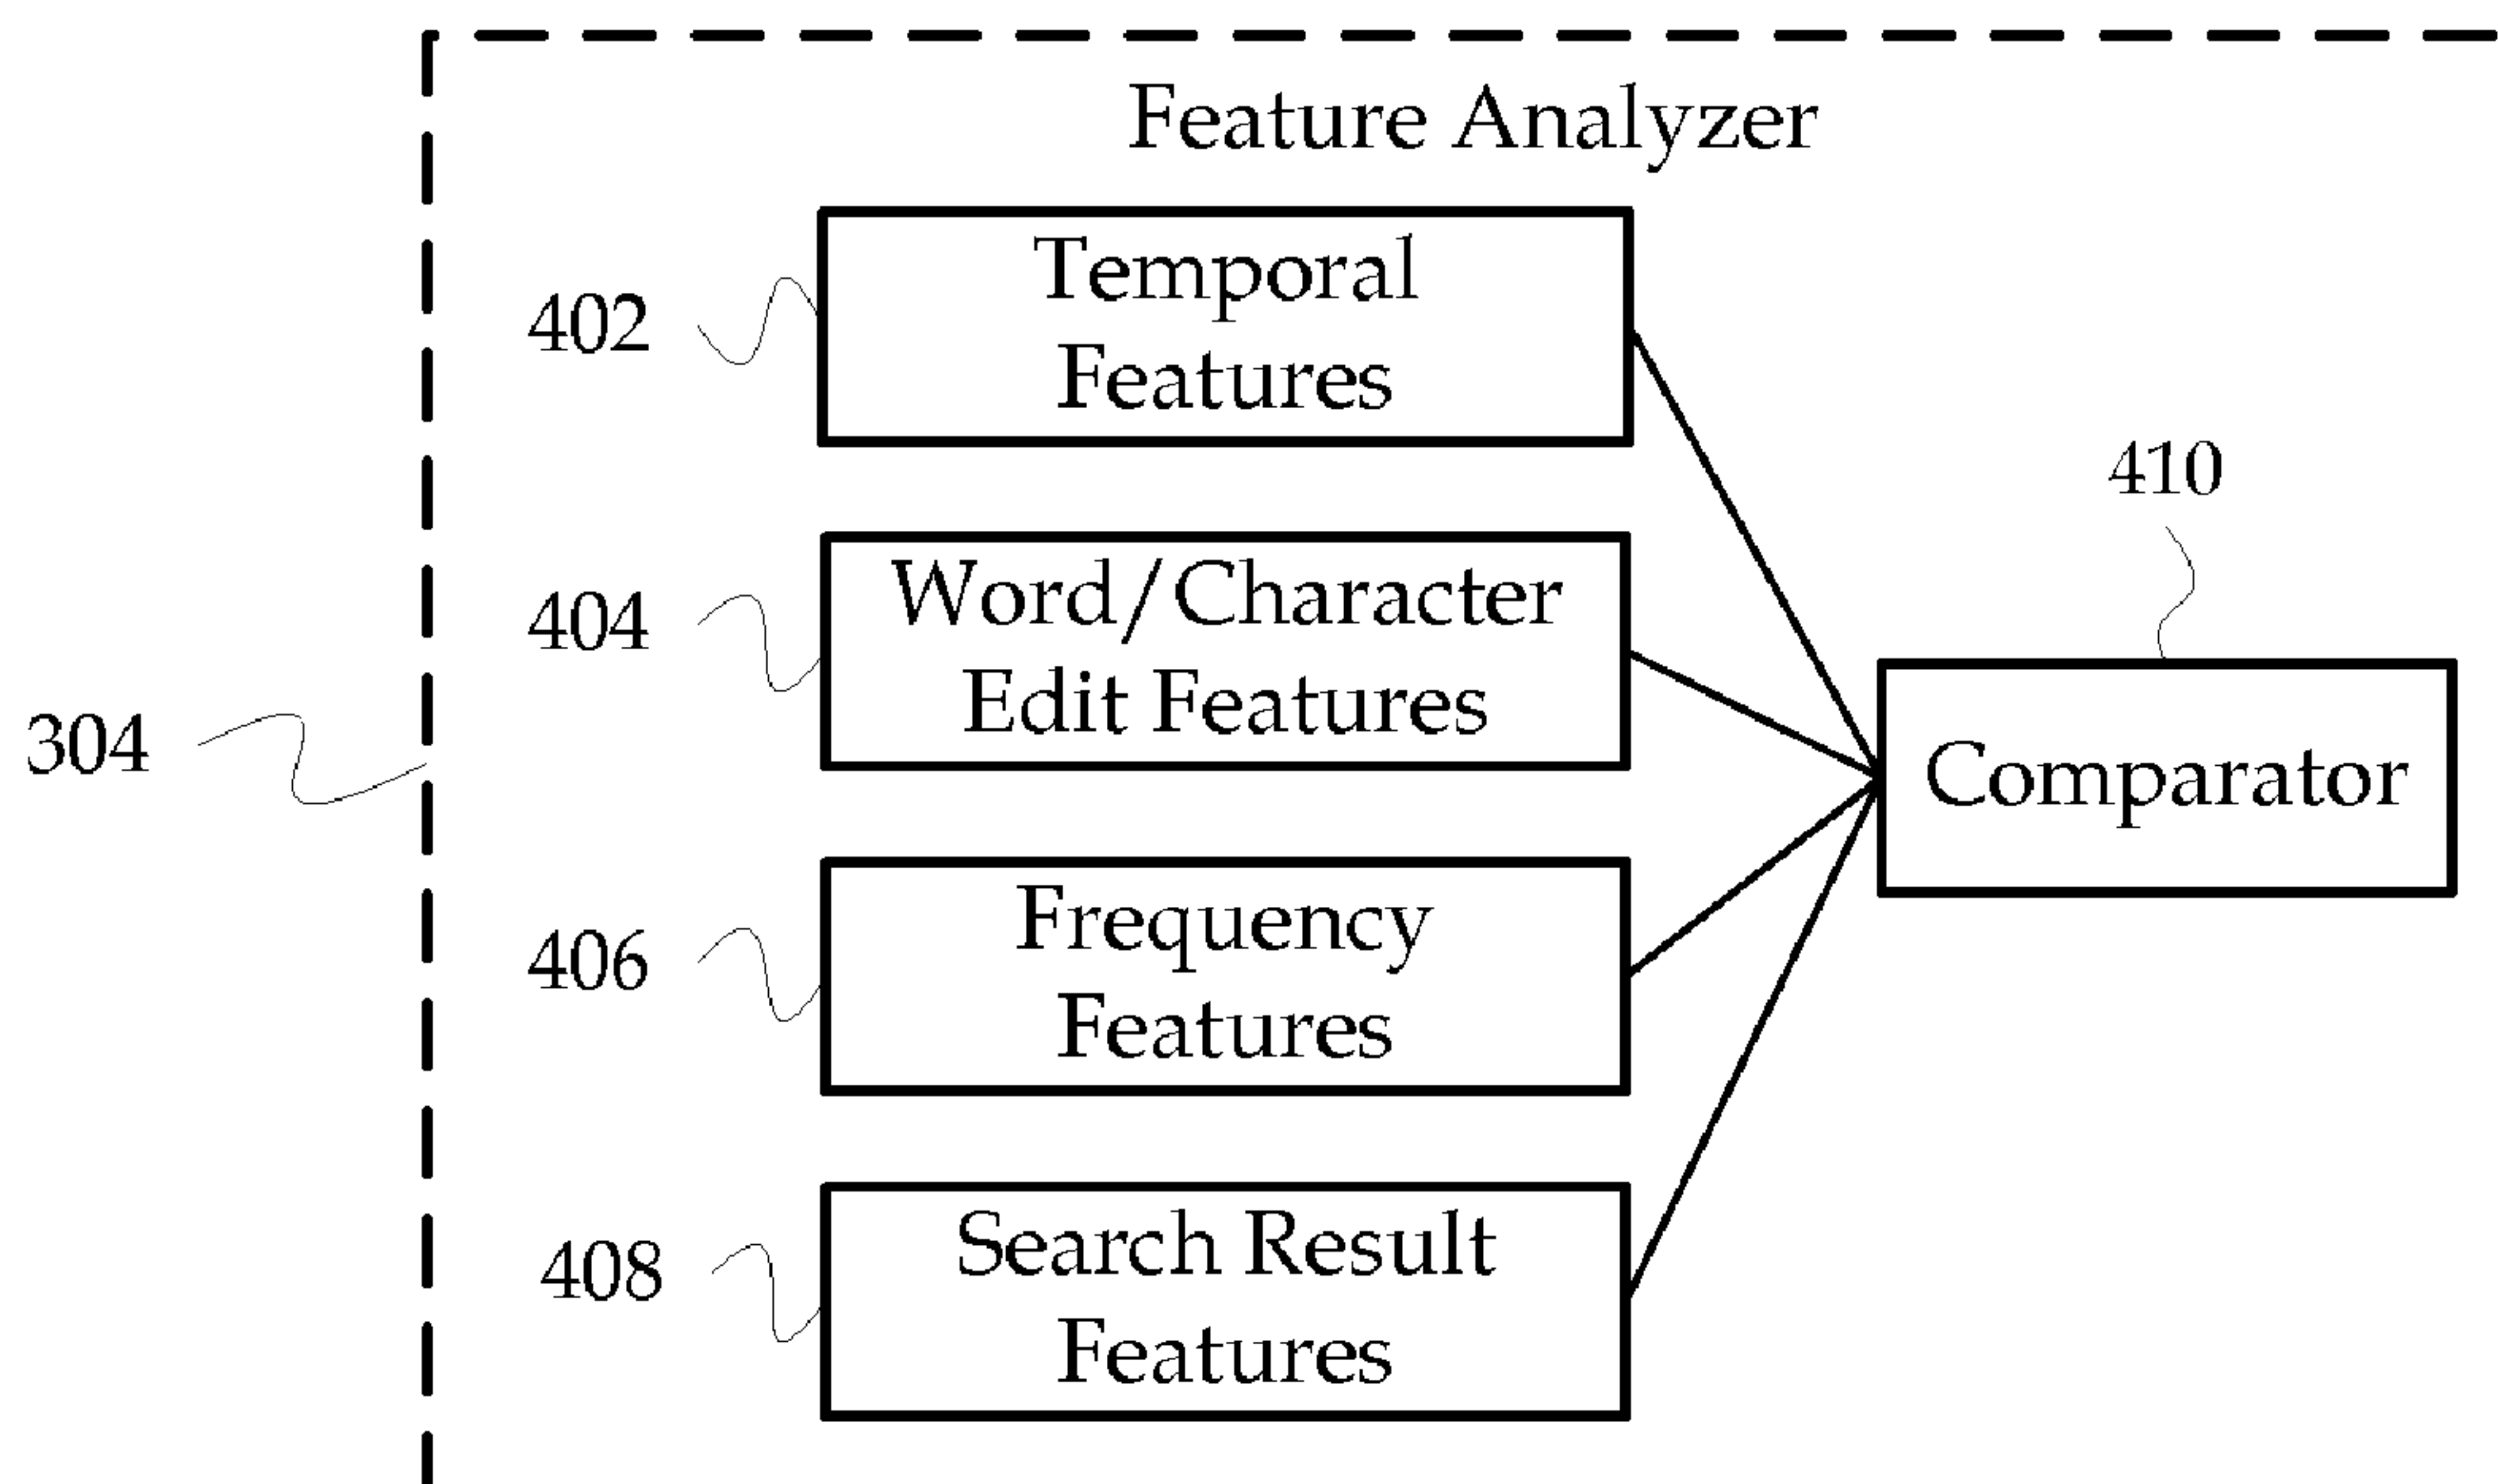 Feature Analyzer
402
Temporal
Features
404
Word/Character
Edit Features
410
304
Comparator
406
Frequency
Features
408
Search Result
Features